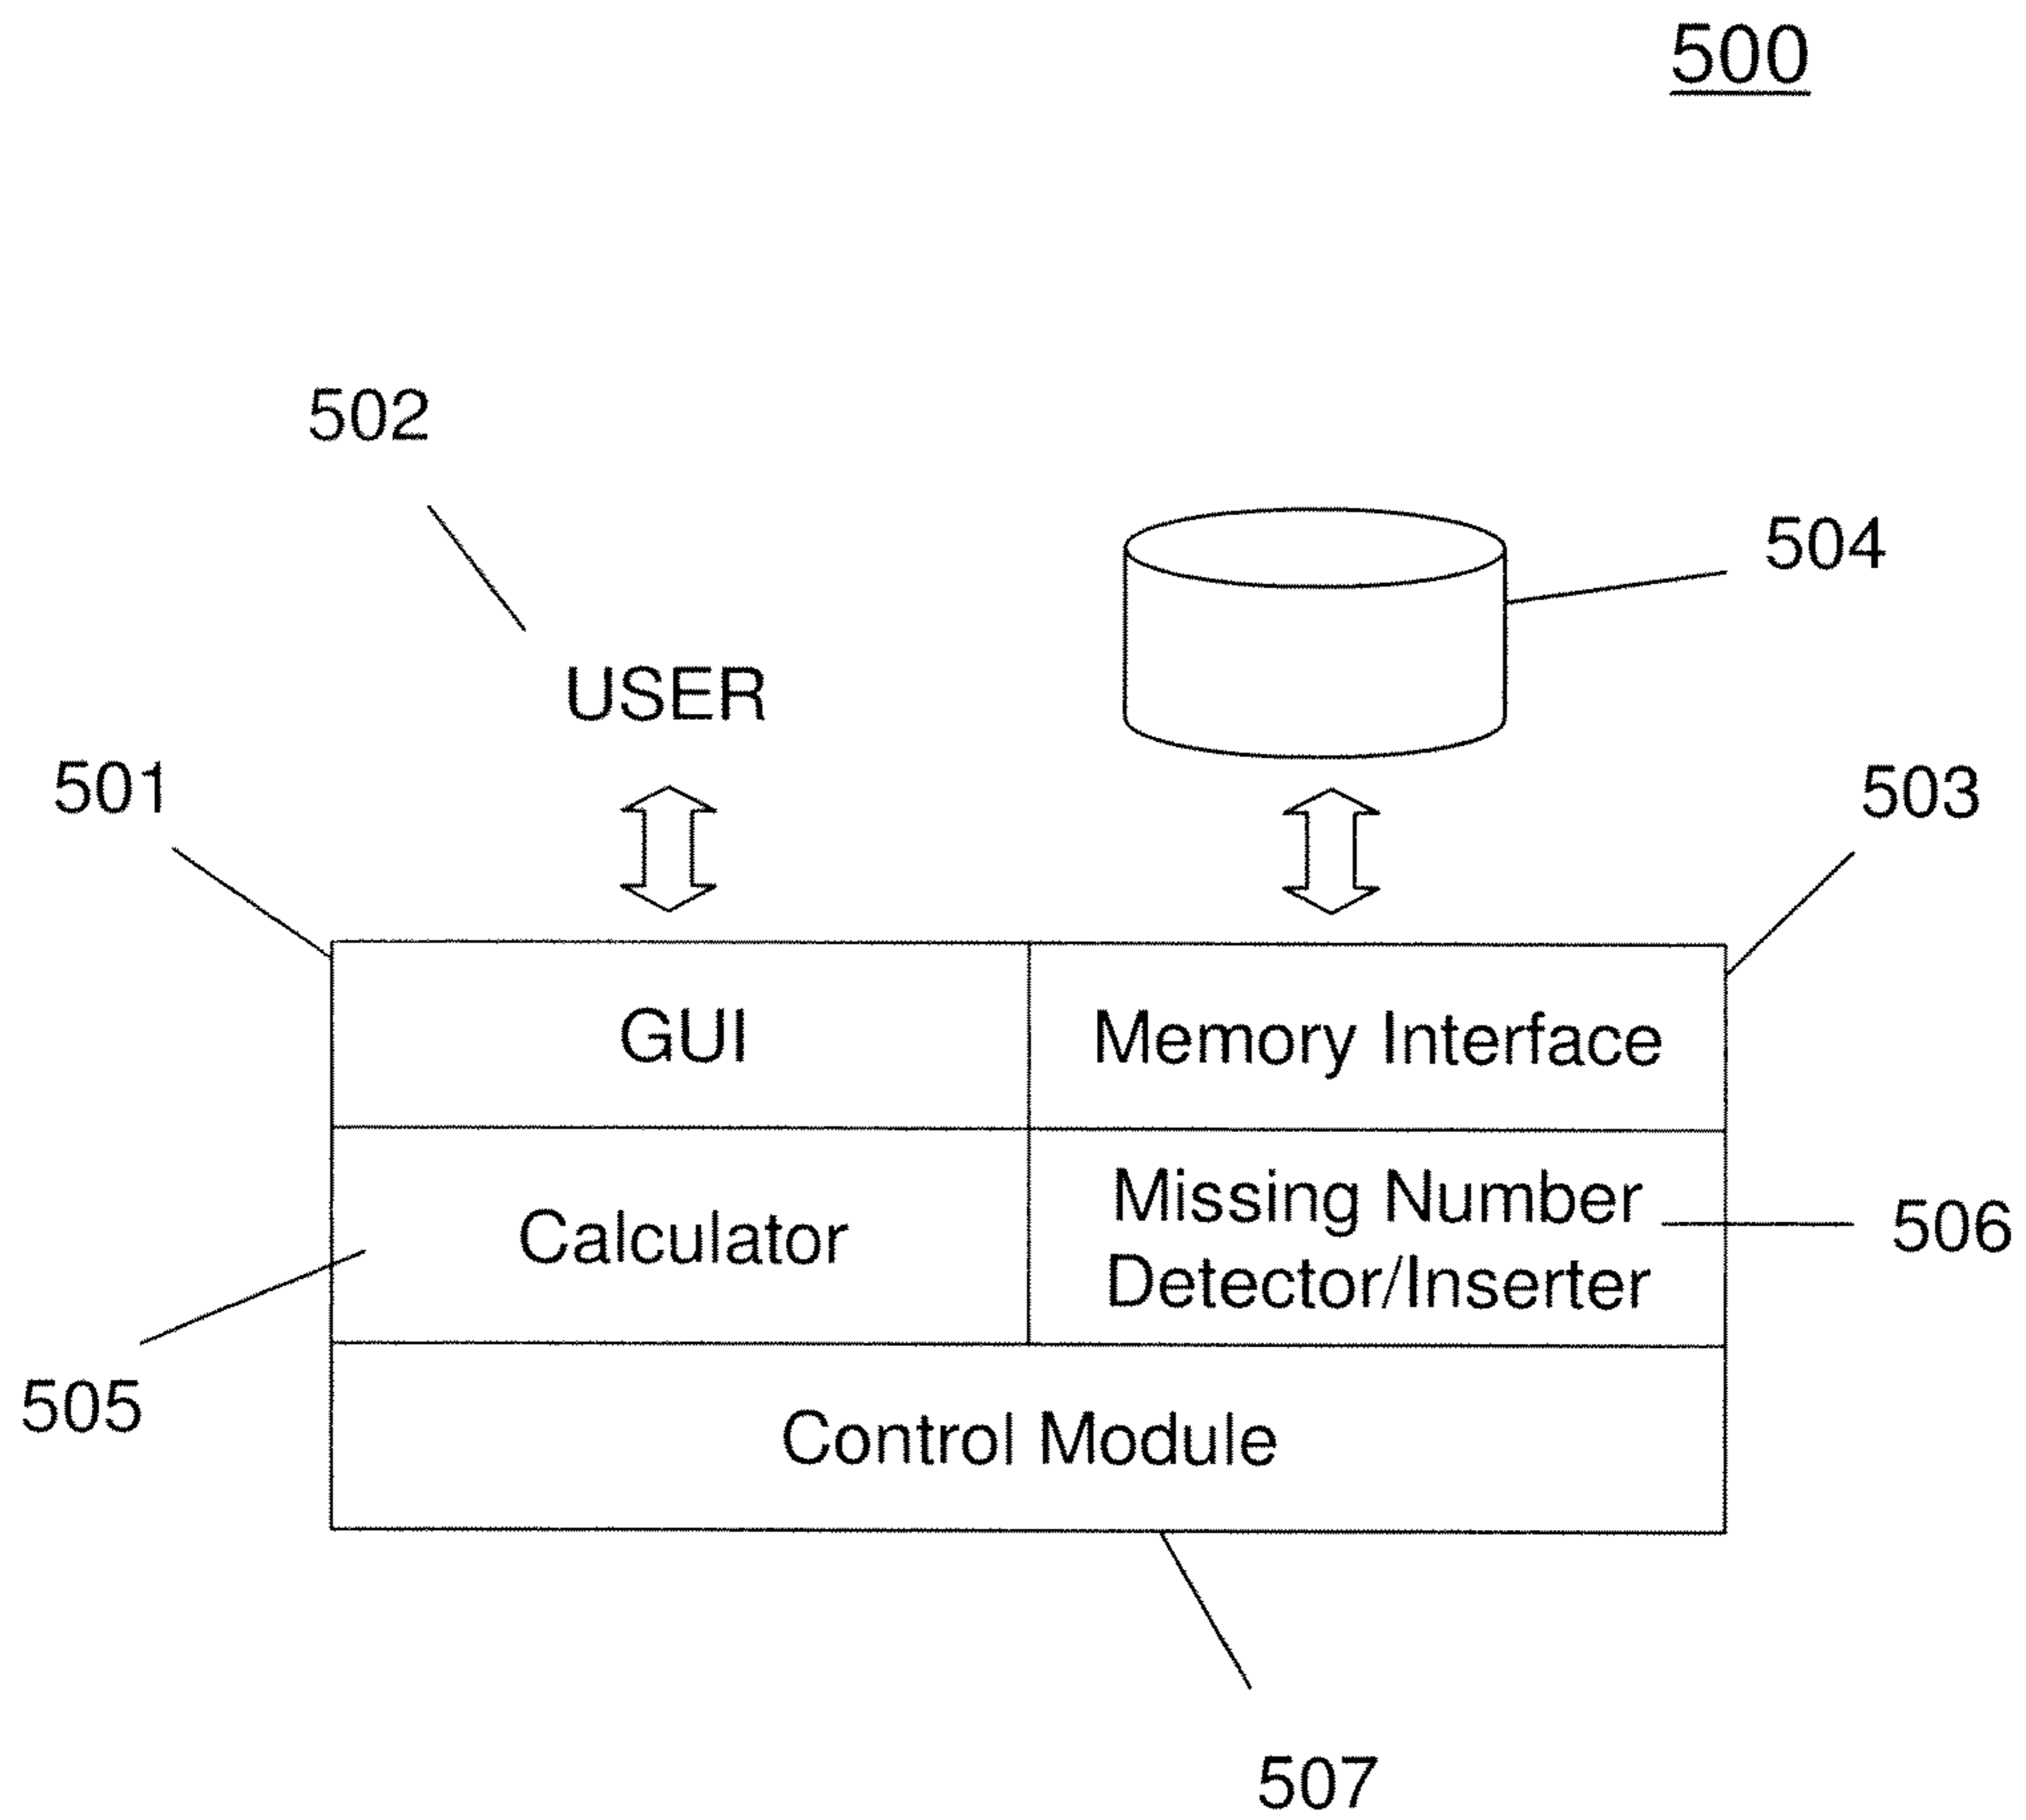 500
502
504
USER
501
503
GUI
Memory Interface
Missing Number
Detector/Inserter
506
Calculator
505
Control Module
507